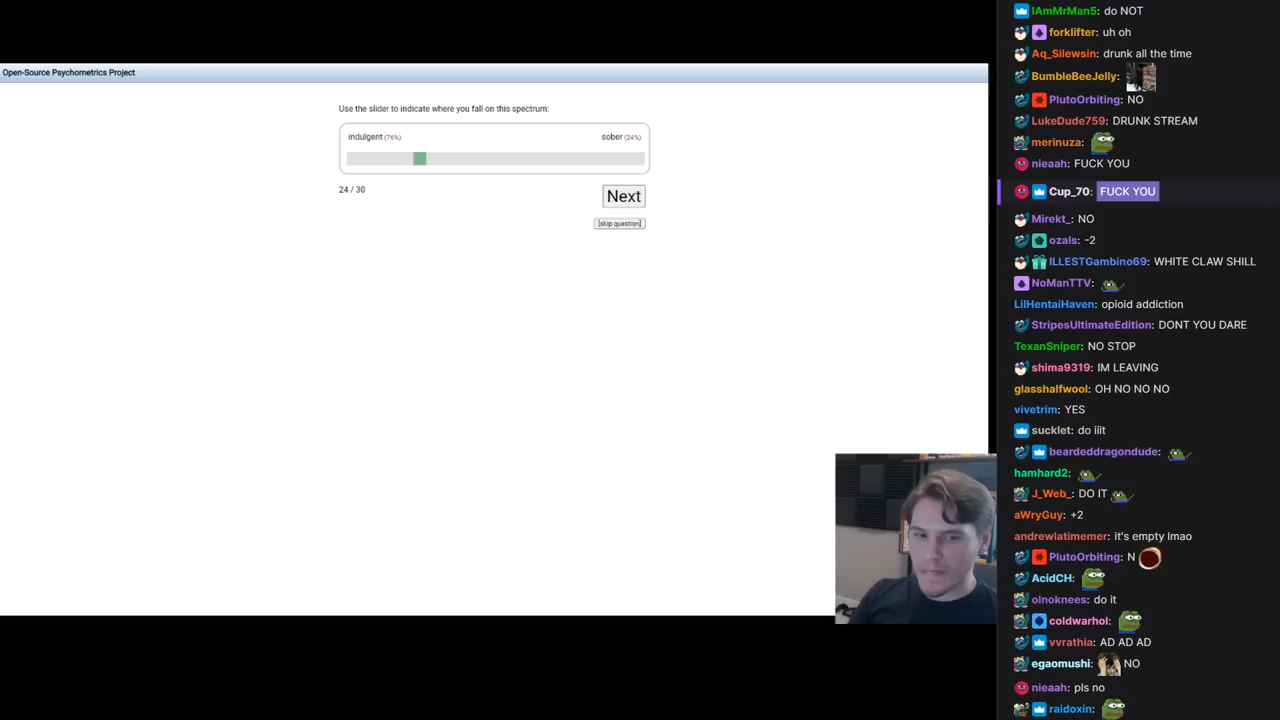 Open-Source Psychometrics Project
Use the slider to indicate where you fall on this spectrum:
indulgent (76%)
sober (24%)
24 / 30
Next
[skip question]
IAmMrMan5: do NOT
forklifter: uh oh
Aq_Silewsin: drunk all the time
BumbleBeeJelly:
PlutoOrbiting: NO
LukeDude759: DRUNK STREAM
merinuza:
nieaah: FUCK YOU
Cup_70: FUCK YOU
Mirekt_: NO
ozals: -2
ILLESTGambino69: WHITE CLAW SHILL
NoManTTV:
LilHentaiHaven: opioid addiction
StripesUltimateEdition: DONT YOU DARE
TexanSniper: NO STOP
shima9319: IM LEAVING
glasshalfwool: OH NO NO NO
vivetrim: YES
sucklet: do iiit
beardeddragondude:
hamhard2:
J_Web_: DO IT
aWryGuy: +2
andrewlatimemer: it's empty lmao
PlutoOrbiting: N
AcidCH:
olnoknees: do it
coldwarhol:
vvrathia: AD AD AD
egaomushi: NO
nieaah: pls no
raidoxin: